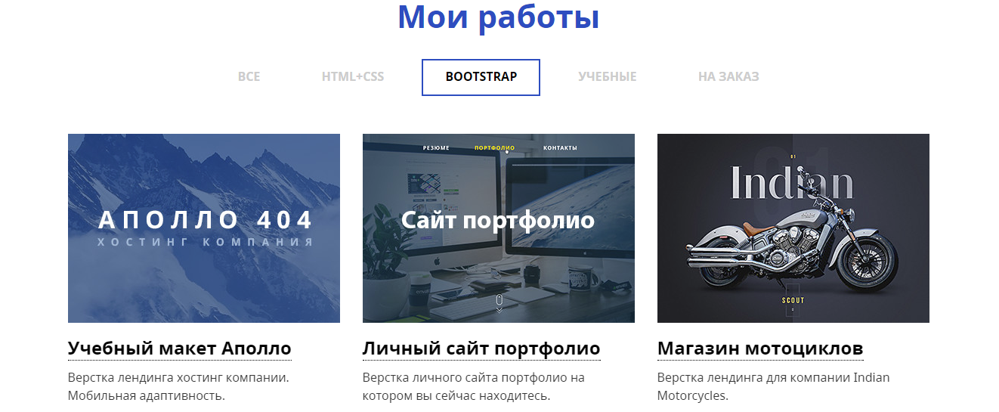 Мои работы
ВСЕ
HTML+CSS
BOOTSTRAP
УЧЕБНЫЕ
НА ЗАКАЗ
АПОЛЛО 404
ХОСТИНГ КОМПАНИЯ
РЕЗЮМЕ
ПОРТФОЛИО
КОНТАКТЫ
Сайт портфолио
01
Indian
SCOUT
Учебный макет Аполло
Верстка лендинга хостинг компании.
Мобильная адаптивность.
Личный сайт портфолио
Верстка личного сайта портфолио на
котором вы сейчас находитесь.
Магазин мотоциклов
Верстка лендинга для компании Indian
Motorcycles.